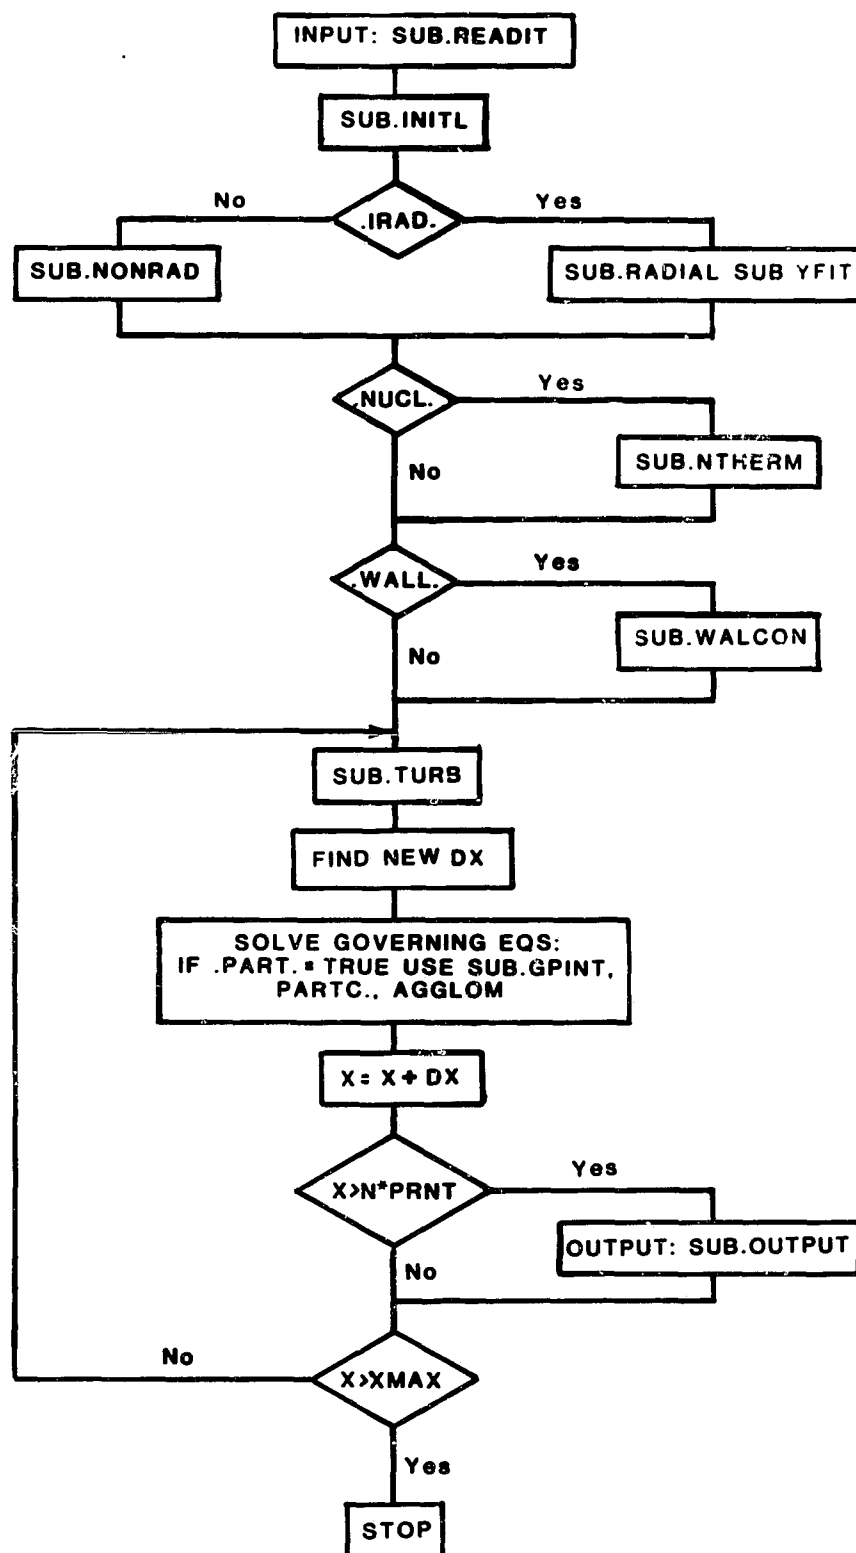 INPUT: SUB.READIT
SUB.INITL
No
.IRAD.
Yes
SUB.NONRAD
SUB.RADIAL SUB YFIT
.NUCL.
Yes
No
SUB.NTHERM
.WALL.
Yes
No
SUB.WALCON
SUB.TURB
FIND NEW DX
SOLVE GOVERNING EQS:
IF .PART. = TRUE USE SUB.GPINT,
PARTC., AGGLOM
X = X + DX
X>N*PRNT
Yes
No
OUTPUT: SUB.OUTPUT
No
X>XMAX
Yes
STOP